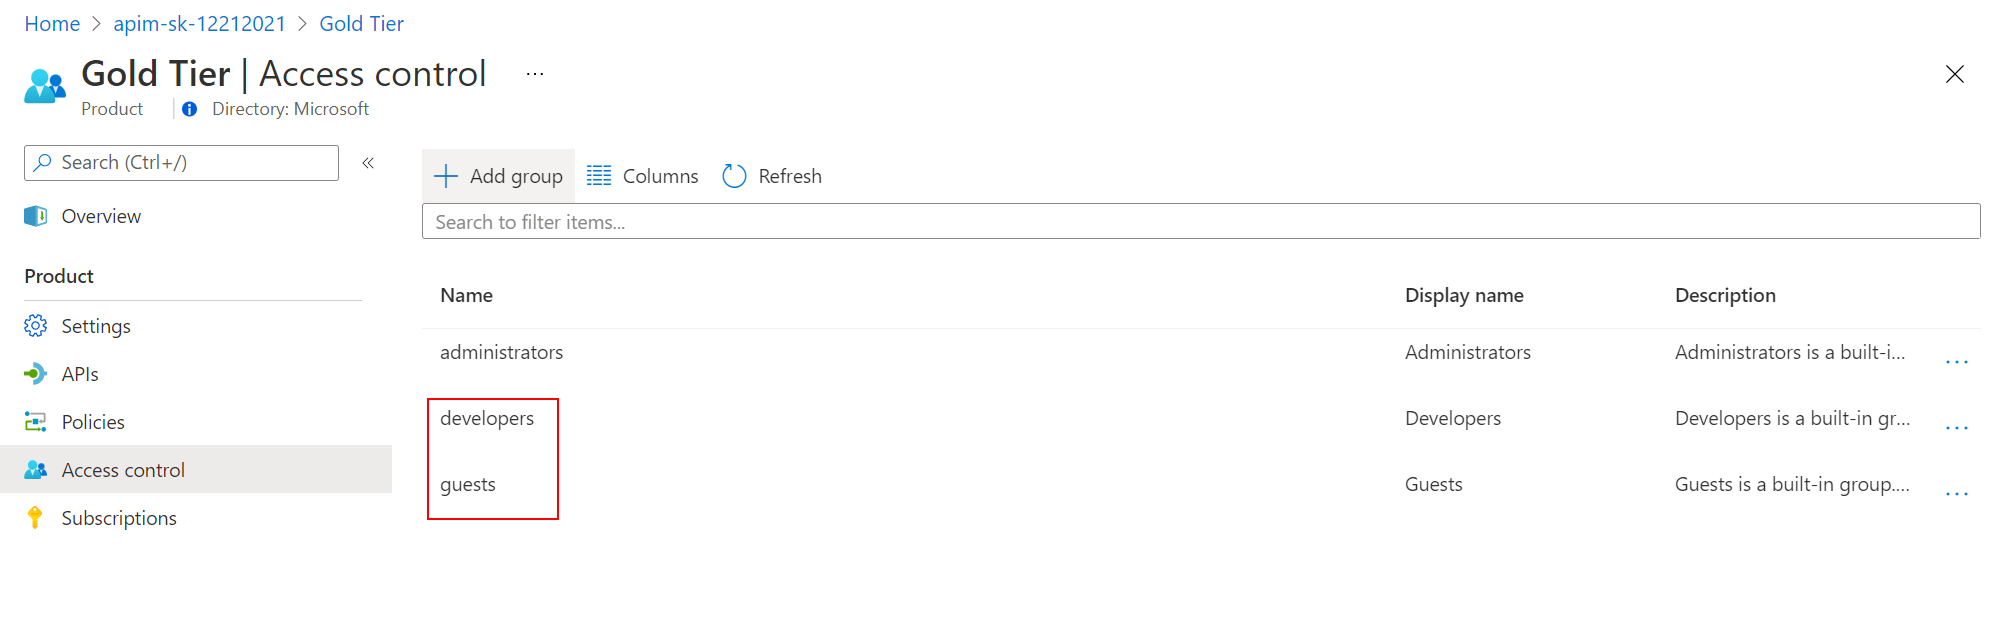 Home > apim-sk-12212021 > Gold Tier
Gold Tier | Access control ...
Product | Directory: Microsoft
Search (Ctrl+/) «
Overview
Product
Settings
APIs
Policies
Access control
Subscriptions
Add group Columns Refresh
Search to filter items...
Name Display name Description
administrators Administrators Administrators is a built-i... ...
developers Developers Developers is a built-in gr... ...
guests Guests Guests is a built-in group.... ...